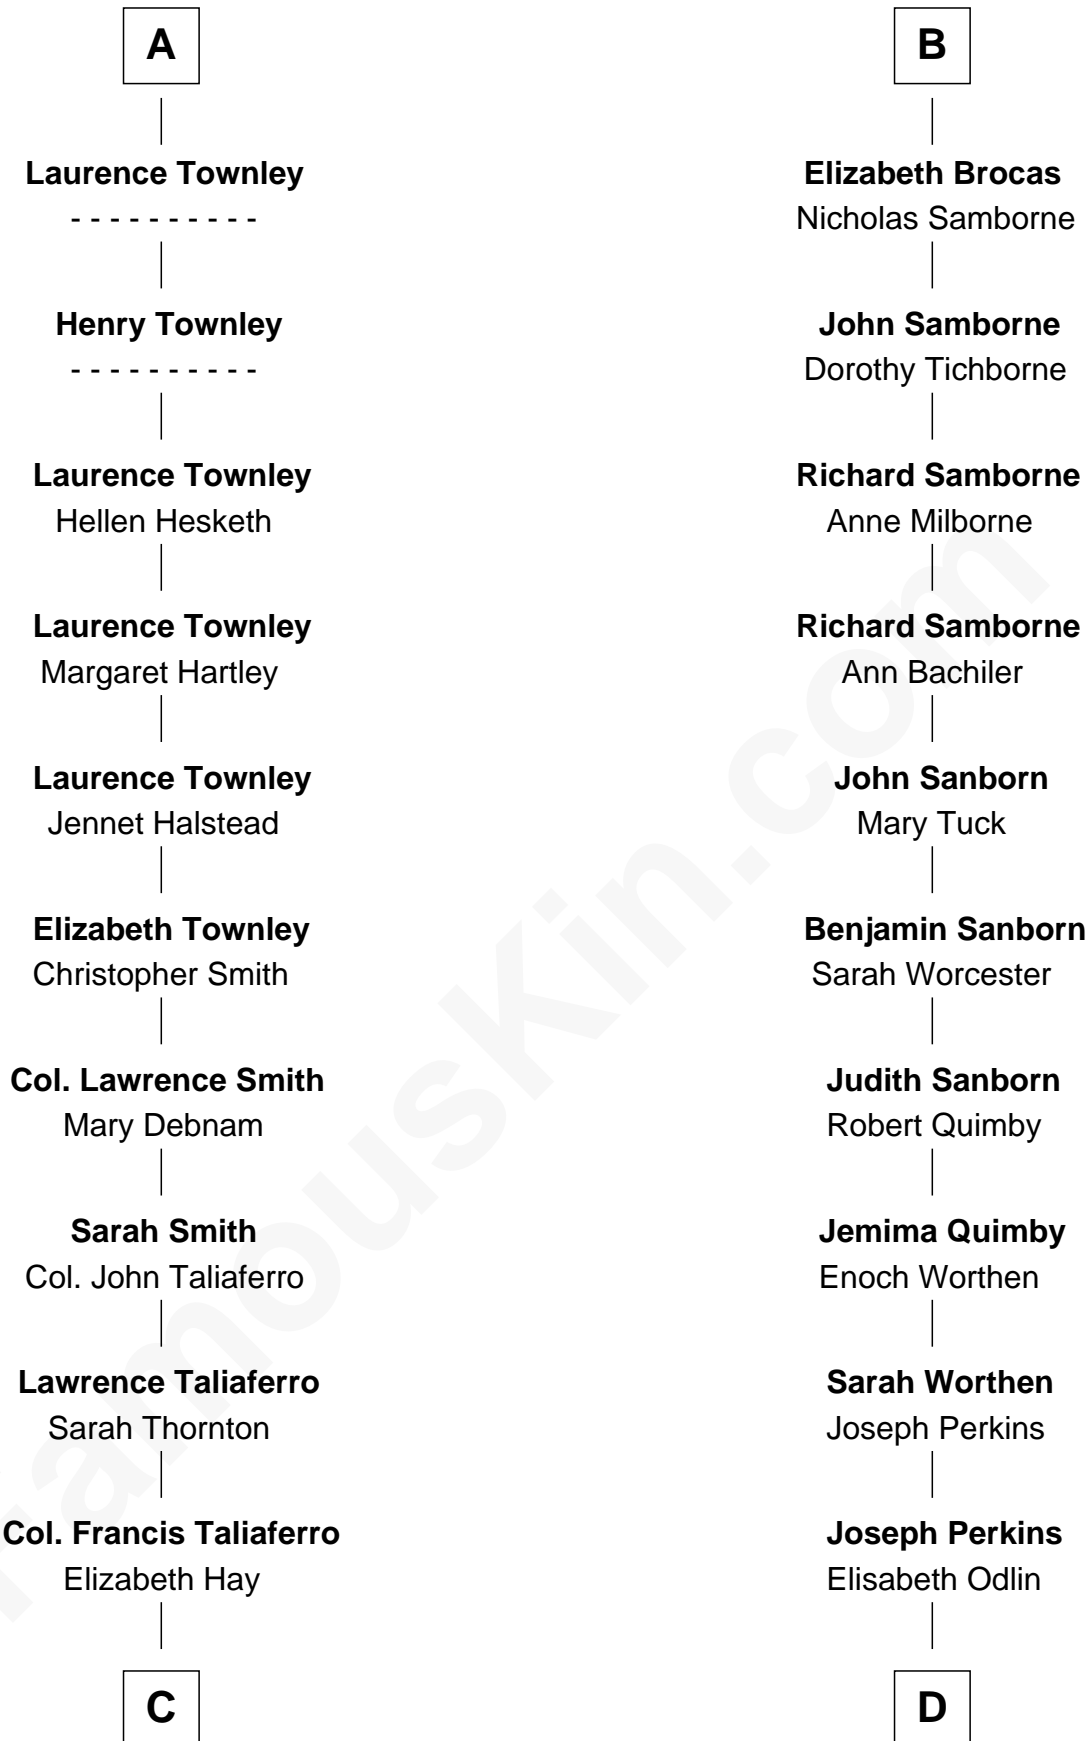 A
Laurence Townley
- - - - - - - - - -
Henry Townley
- - - - - - - - - -
Laurence Townley
Hellen Hesketh
Laurence Townley
Margaret Hartley
Laurence Townley
Jennet Halstead
Elizabeth Townley
Christopher Smith
Col. Lawrence Smith
Mary Debnam
Sarah Smith
Col. John Taliaferro
Lawrence Taliaferro
Sarah Thornton
Col. Francis Taliaferro
Elizabeth Hay
C
B
Elizabeth Brocas
Nicholas Samborne
John Samborne
Dorothy Tichborne
Richard Samborne
Anne Milborne
Richard Samborne
Ann Bachiler
John Sanborn
Mary Tuck
Benjamin Sanborn
Sarah Worcester
Judith Sanborn
Robert Quimby
Jemima Quimby
Enoch Worthen
Sarah Worthen
Joseph Perkins
Joseph Perkins
Elisabeth Odlin
D
FamousKin.com